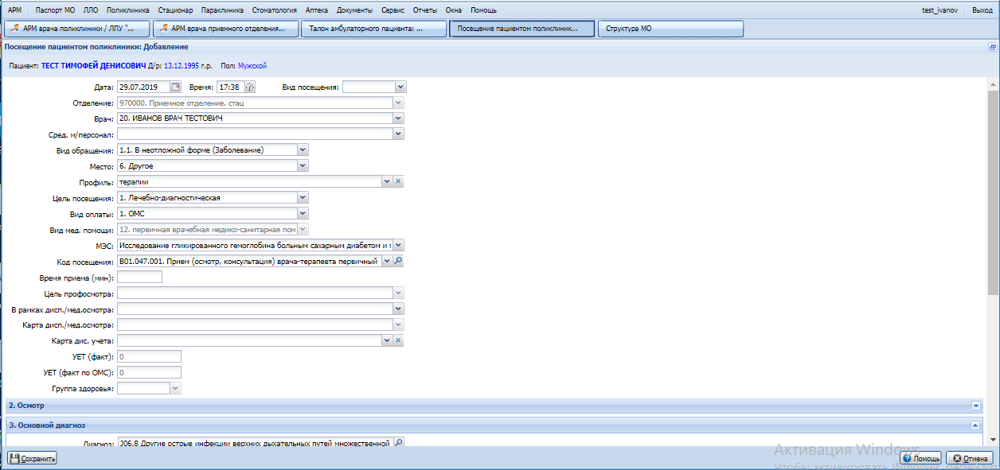 АРМ Паспорт МО ЛЛО Поликлиника Стационар Параклиника Стоматология Аптека Документы Сервис Отчеты Окна Помощь test_ivanov Выход
АРМ врача поликлиники / ЛПУ "... АРМ врача приемного отделения... Талон амбулаторного пациента: ... Посещение пациентом поликлиник... Структура МО
Посещение пациентом поликлиники: Добавление
Пациент: ТЕСТ ТИМОФЕЙ ДЕНИСОВИЧ Д/р: 13.12.1995 г.р. Пол: Мужской
Дата: 29.07.2019 Время: 17:38 Вид посещения:
Отделение: 970000. Приемное отделение. стац
Врач: 20. ИВАНОВ ВРАЧ ТЕСТОВИЧ
Сред. м/персонал:
Вид обращения: 1.1. В неотложной форме (Заболевание)
Место: 6. Другое
Профиль: терапии
Цель посещения: 1. Лечебно-диагностическая
Вид оплаты: 1. ОМС
Вид мед. помощи: 12. первичная врачебная медико-санитарная пом
МЭС: Исследование гликированного гемоглобина больным сахарным диабетом и г
Код посещения: B01.047.001. Прием (осмотр, консультация) врача-терапевта первичный
Время приема (мин):
Цель профосмотра:
В рамках дисп./мед.осмотра:
Карта дисп./мед.осмотра:
Карта дис. учета:
УЕТ (факт): 0
УЕТ (факт по ОМС): 0
Группа здоровья:
2. Осмотр
3. Основной диагноз
Диагноз: J06.8 Другие острые инфекции верхних дыхательных путей множественной
Активация Windows
Чтобы активировать Windows, перейдит
Сохранить Помощь Отмена